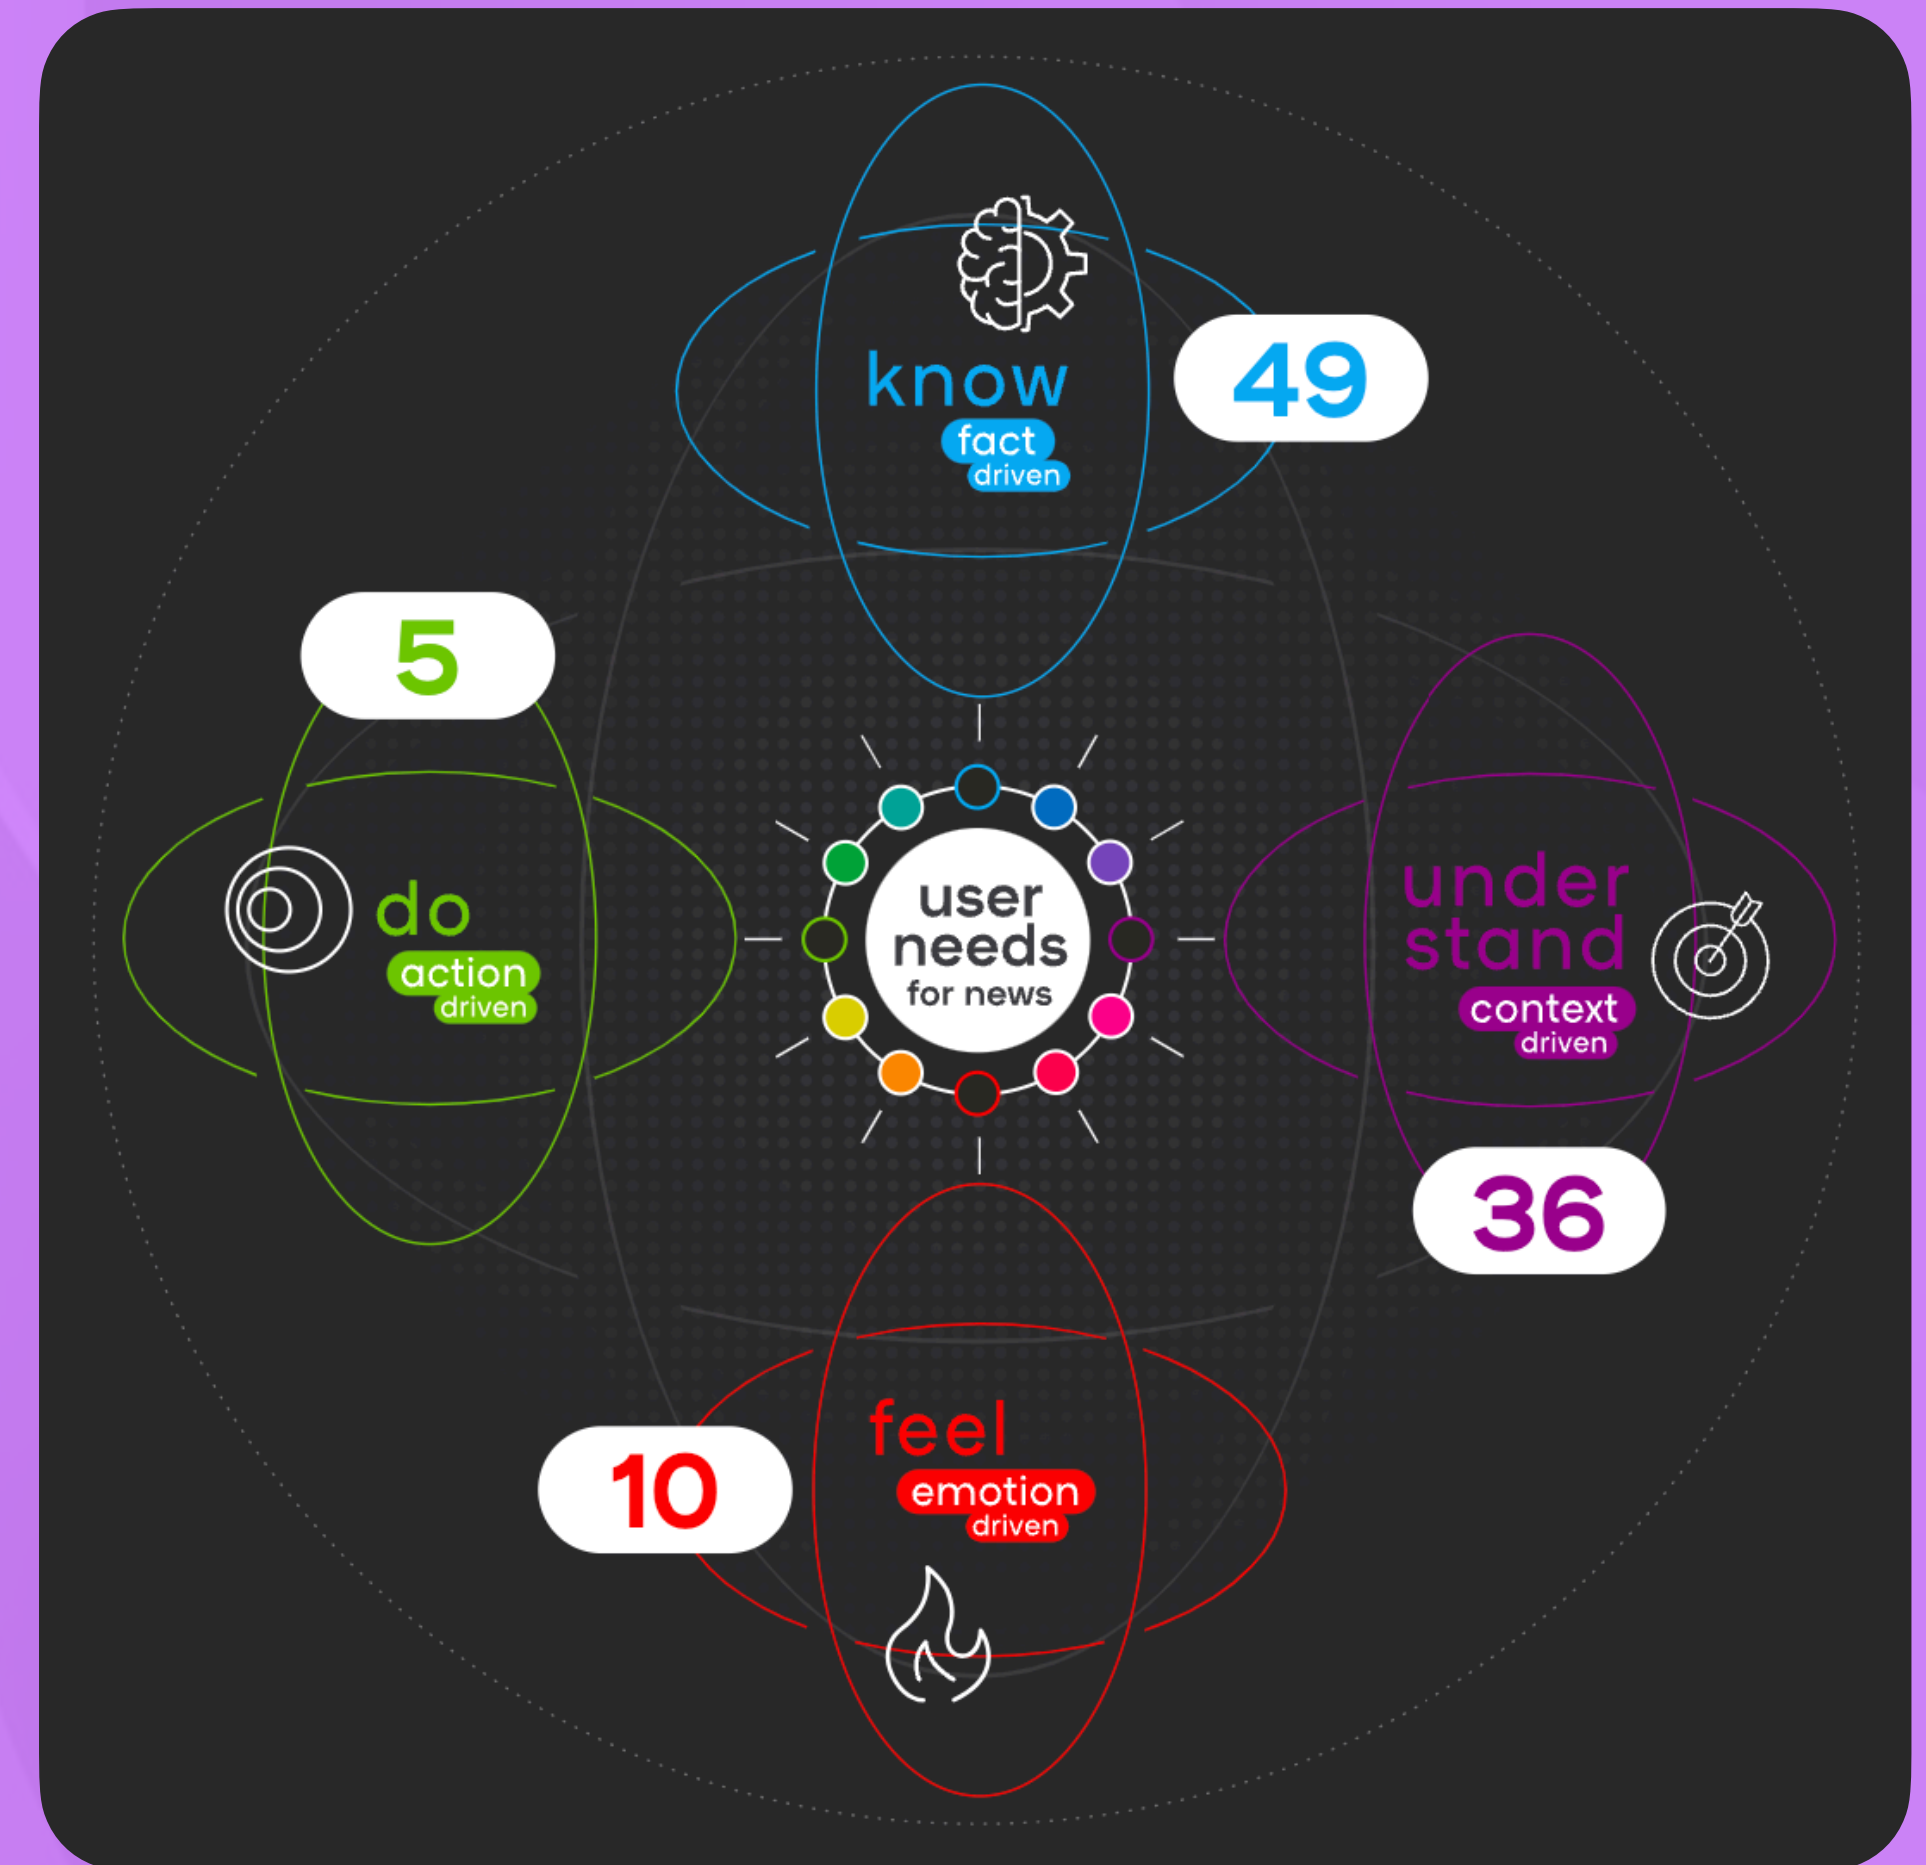 know
fact
driven
49
5
do
action
driven
user
needs
for news
under
stand
context
driven
36
feel
emotion
driven
10